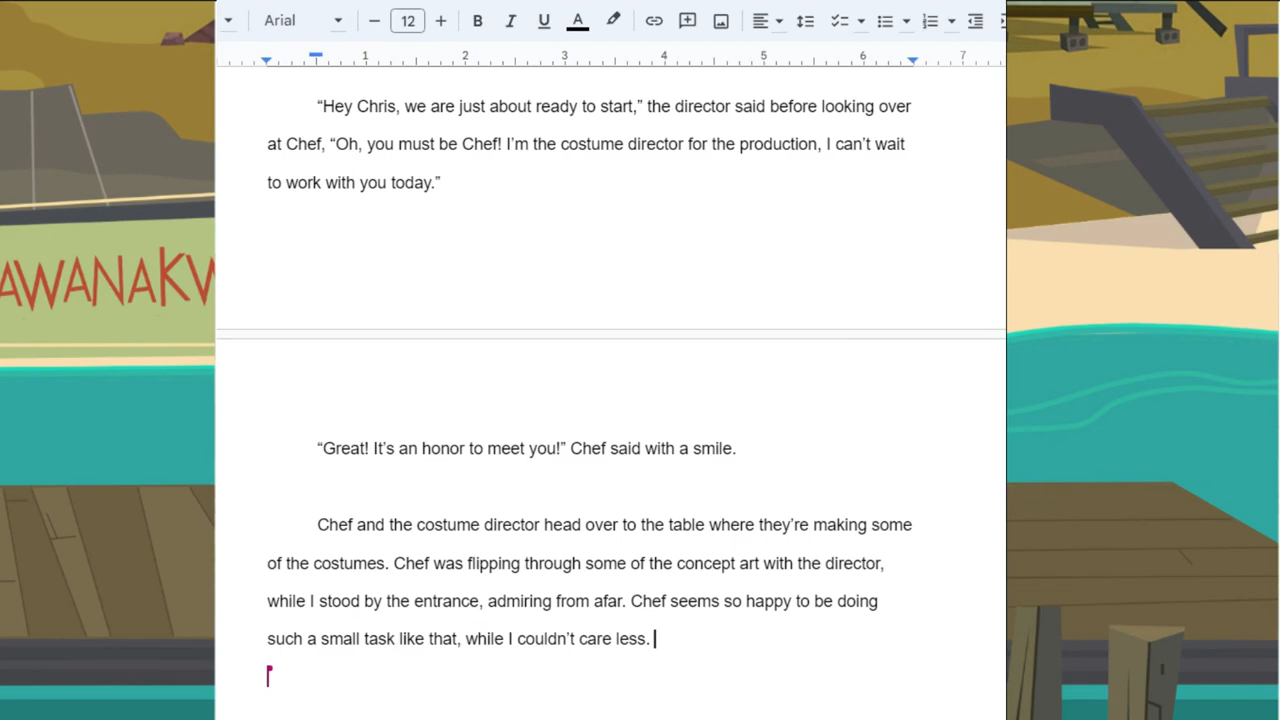 Arial
12
B I U A
1 2 3 4 5 6 7
“Hey Chris, we are just about ready to start,” the director said before looking over
at Chef, “Oh, you must be Chef! I’m the costume director for the production, I can’t wait
to work with you today.”
AWANAKW
“Great! It’s an honor to meet you!” Chef said with a smile.
Chef and the costume director head over to the table where they’re making some
of the costumes. Chef was flipping through some of the concept art with the director,
while I stood by the entrance, admiring from afar. Chef seems so happy to be doing
such a small task like that, while I couldn’t care less.